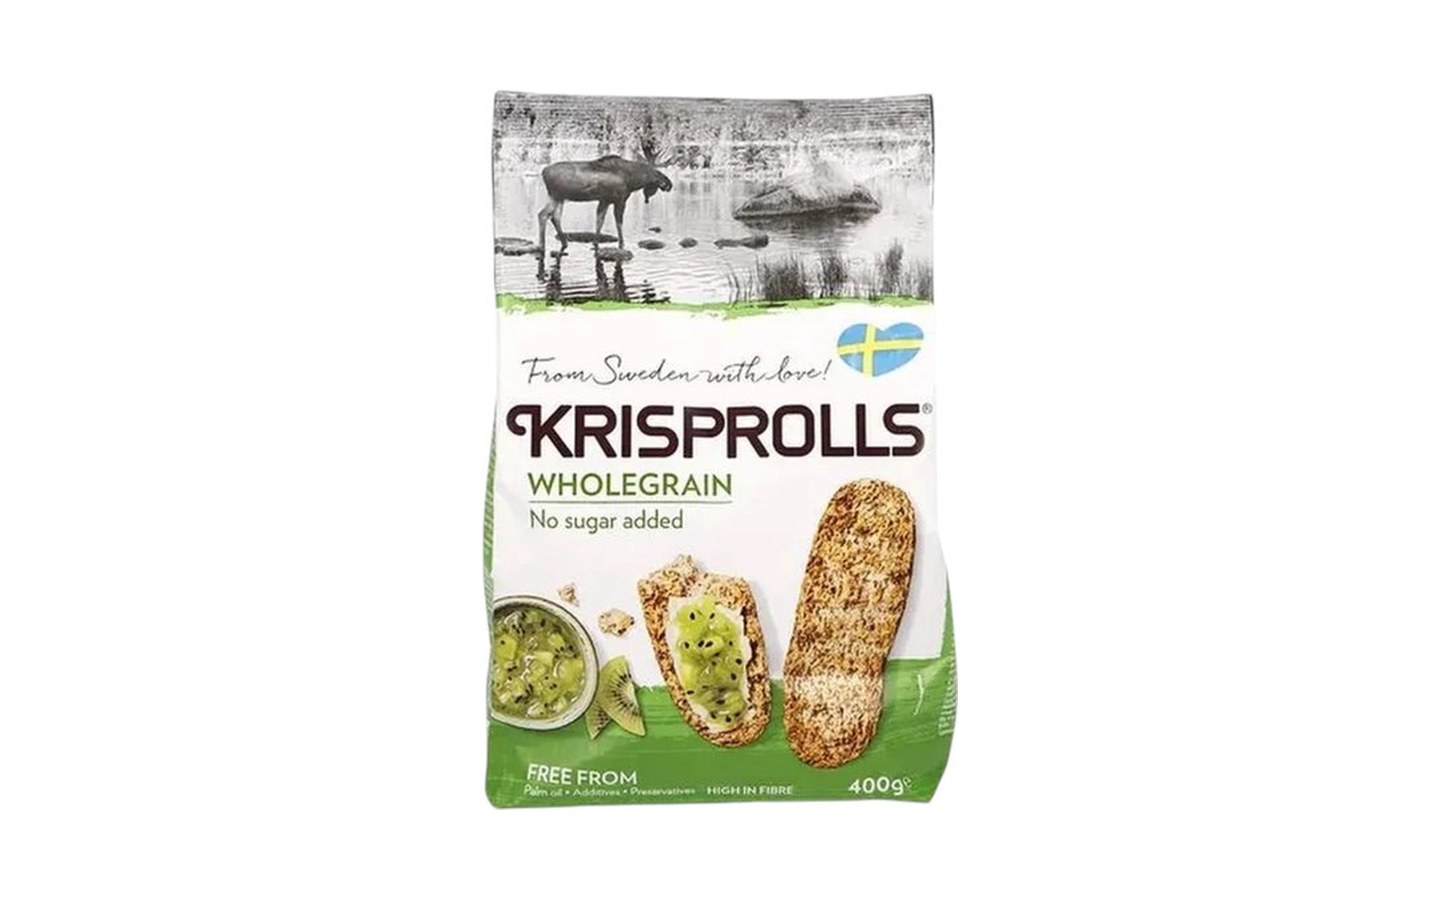 From Sweden with love!
KRISPROLLS®
WHOLEGRAIN
No sugar added
FREE FROM
Palm oil • Additives • Preservatives HIGH IN FIBRE
400g℮